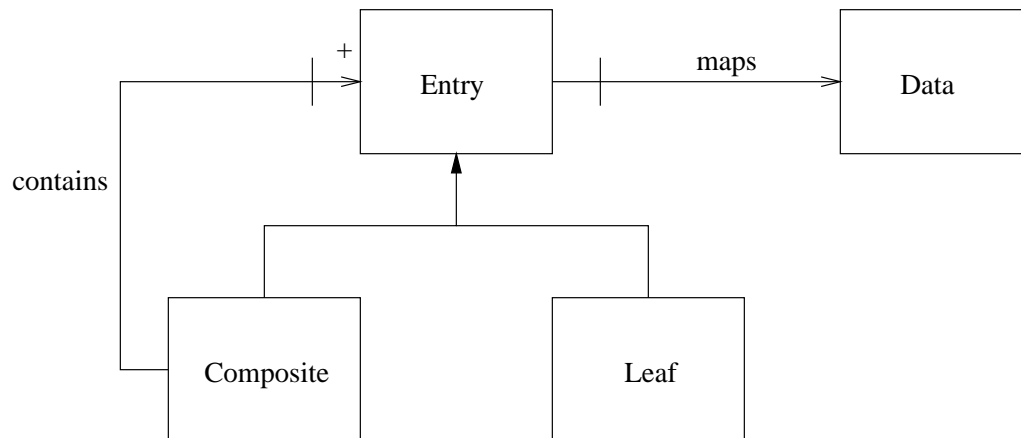 +
Entry
maps
Data
contains
Composite
Leaf